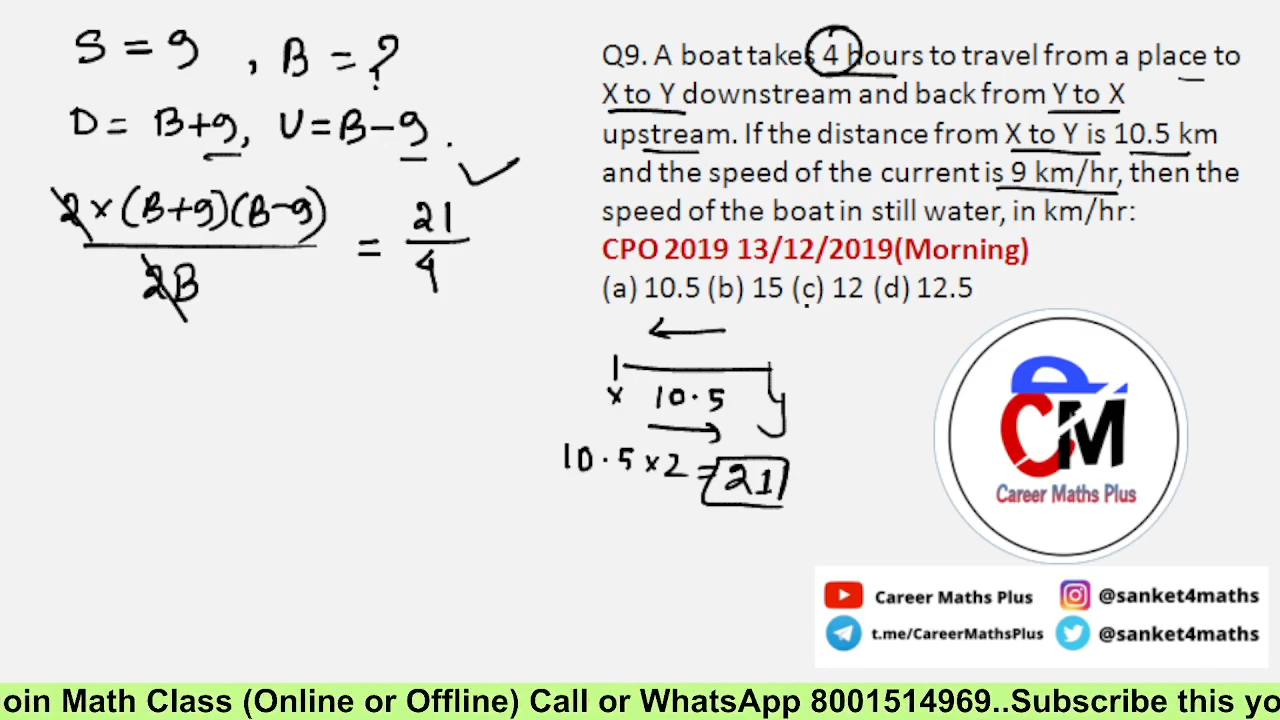 S = 9 , B = ?
D = B+9, U = B-9 .
2 × (B+9)(B-9)
2B
=
21
4
Q9. A boat takes 4 hours to travel from a place to
X to Y downstream and back from Y to X
upstream. If the distance from X to Y is 10.5 km
and the speed of the current is 9 km/hr, then the
speed of the boat in still water, in km/hr:
CPO 2019 13/12/2019(Morning)
(a) 10.5 (b) 15 (c) 12 (d) 12.5
x 10.5 y
10.5 × 2 = 21
e
CM
Career Maths Plus
Career Maths Plus @sanket4maths
t.me/CareerMathsPlus @sanket4maths
oin Math Class (Online or Offline) Call or WhatsApp 8001514969..Subscribe this yo